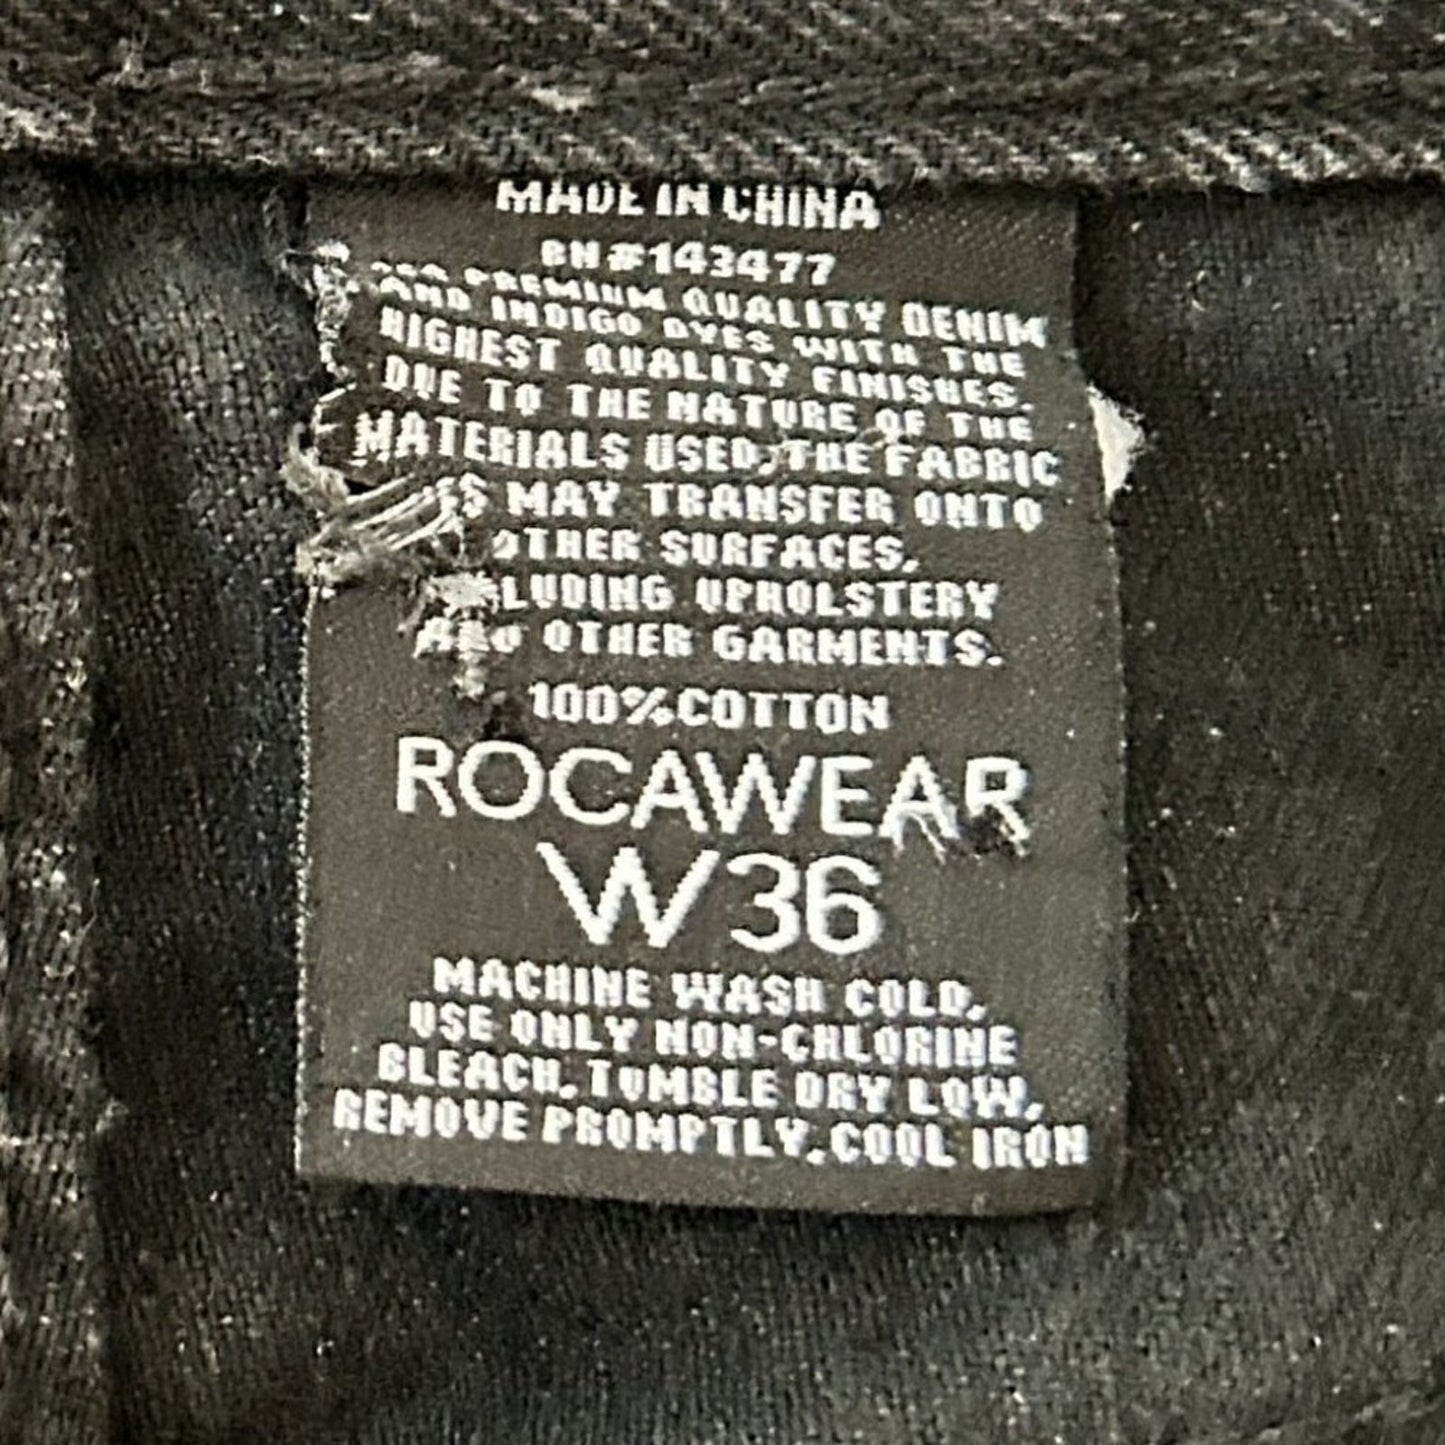 MADE IN CHINA
RN#143477
PREMIUM QUALITY DENIM
AND INDIGO DYES WITH THE
HIGHEST QUALITY FINISHES.
DUE TO THE NATURE OF THE
MATERIALS USED, THE FABRIC
MAY TRANSFER ONTO
OTHER SURFACES,
INCLUDING UPHOLSTERY
AND OTHER GARMENTS.
100%COTTON
ROCAWEAR
W36
MACHINE WASH COLD,
USE ONLY NON-CHLORINE
BLEACH, TUMBLE DRY LOW,
REMOVE PROMPTLY, COOL IRON